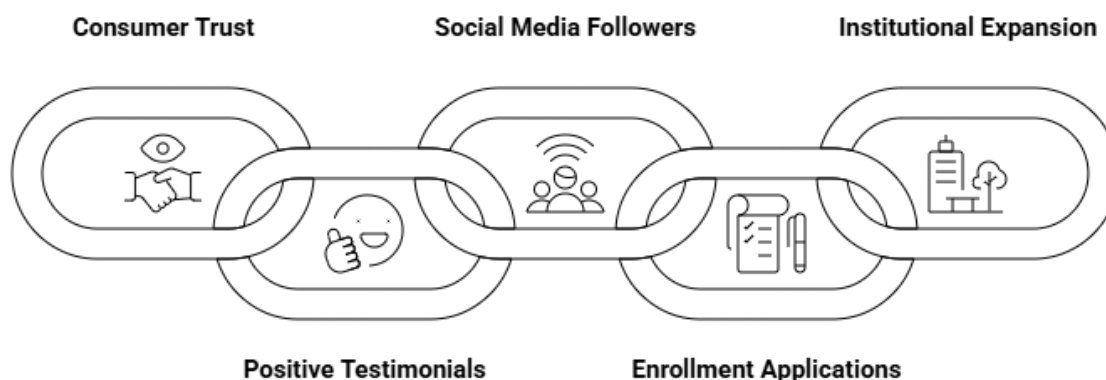 Consumer Trust
Social Media Followers
Institutional Expansion
Positive Testimonials
Enrollment Applications